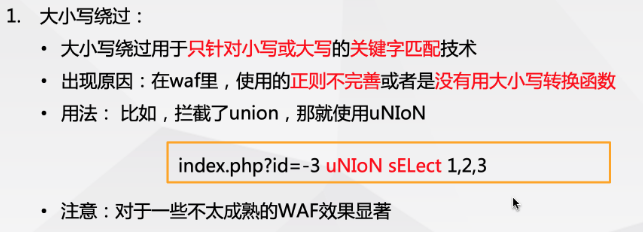 1. 大小写绕过：
• 大小写绕过用于只针对小写或大写的关键字匹配技术
• 出现原因：在waf里，使用的正则不完善或者是没有用大小写转换函数
• 用法： 比如，拦截了union，那就使用uNIoN
index.php?id=-3 uNIoN sELect 1,2,3
• 注意：对于一些不太成熟的WAF效果显著